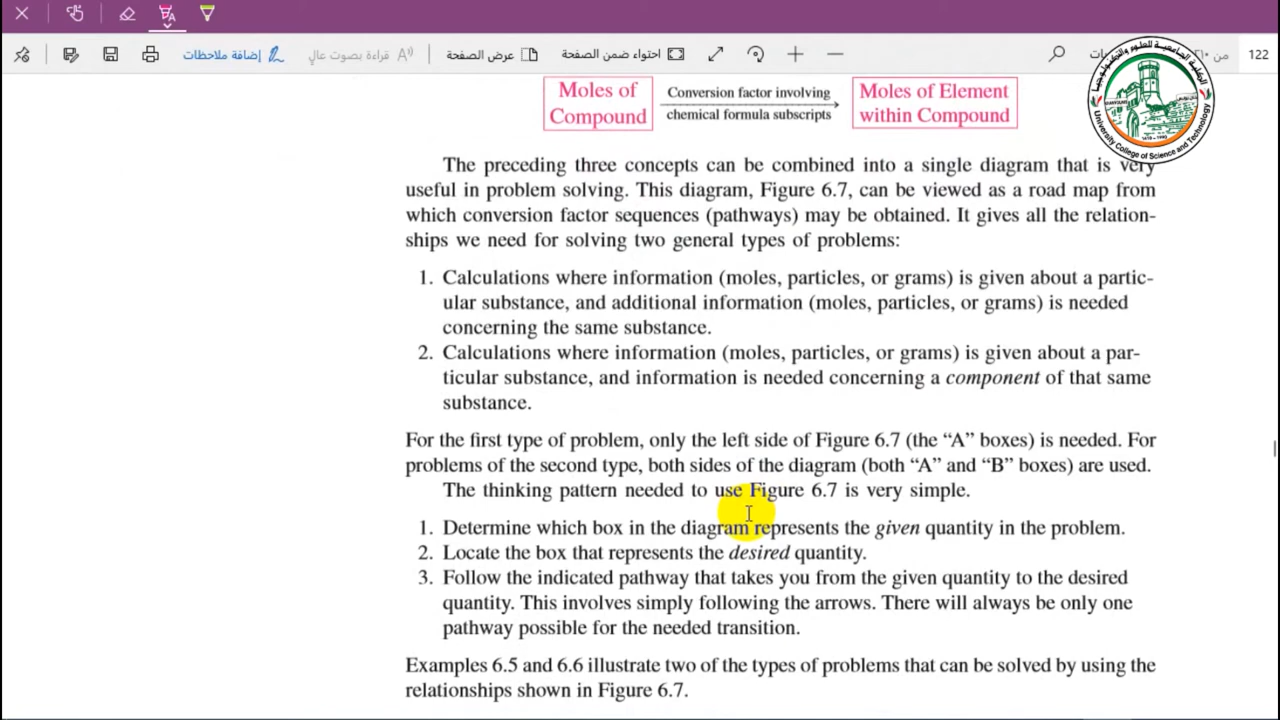 إضافة ملاحظات
قراءة بصوت عالٍ
عرض الصفحة
احتواء ضمن الصفحة
من
122
University College of Science and Technology
Moles of Compound
Conversion factor involving chemical formula subscripts
Moles of Element within Compound
The preceding three concepts can be combined into a single diagram that is very
useful in problem solving. This diagram, Figure 6.7, can be viewed as a road map from
which conversion factor sequences (pathways) may be obtained. It gives all the relation-
ships we need for solving two general types of problems:
1. Calculations where information (moles, particles, or grams) is given about a partic-
ular substance, and additional information (moles, particles, or grams) is needed
concerning the same substance.
2. Calculations where information (moles, particles, or grams) is given about a par-
ticular substance, and information is needed concerning a component of that same
substance.
For the first type of problem, only the left side of Figure 6.7 (the “A” boxes) is needed. For
problems of the second type, both sides of the diagram (both “A” and “B” boxes) are used.
The thinking pattern needed to use Figure 6.7 is very simple.
1. Determine which box in the diagram represents the given quantity in the problem.
2. Locate the box that represents the desired quantity.
3. Follow the indicated pathway that takes you from the given quantity to the desired
quantity. This involves simply following the arrows. There will always be only one
pathway possible for the needed transition.
Examples 6.5 and 6.6 illustrate two of the types of problems that can be solved by using the
relationships shown in Figure 6.7.